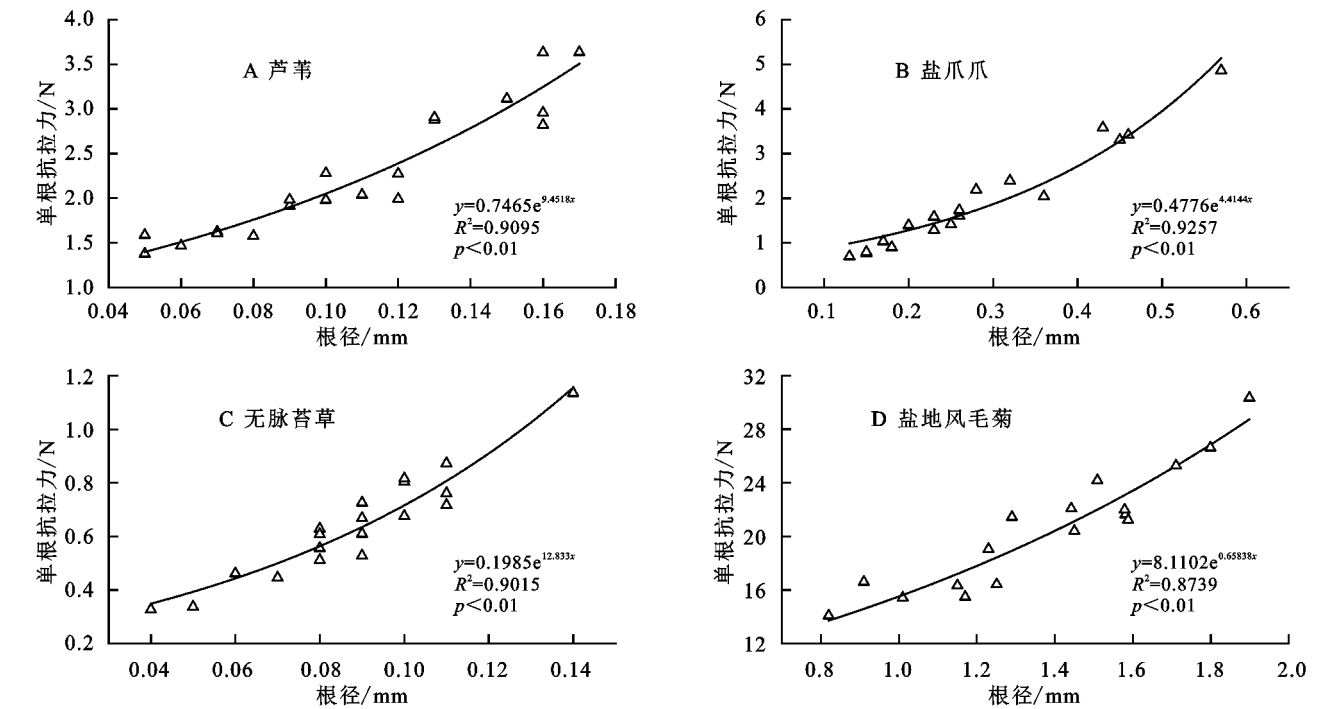 4.0
3.5
3.0
2.5
2.0
1.5
1.0
单根抗拉力/N
A 芦苇
y=0.7465e^9.4518x
R²=0.9095
p<0.01
0.04 0.06 0.08 0.10 0.12 0.14 0.16 0.18
根径/mm
6
5
4
3
2
1
0
单根抗拉力/N
B 盐爪爪
y=0.4776e^4.4144x
R²=0.9257
p<0.01
0.1 0.2 0.3 0.4 0.5 0.6
根径/mm
1.2
1.0
0.8
0.6
0.4
0.2
单根抗拉力/N
C 无脉苔草
y=0.1985e^12.833x
R²=0.9015
p<0.01
0.04 0.06 0.08 0.10 0.12 0.14
根径/mm
32
28
24
20
16
12
单根抗拉力/N
D 盐地风毛菊
y=8.1102e^0.65838x
R²=0.8739
p<0.01
0.8 1.0 1.2 1.4 1.6 1.8 2.0
根径/mm